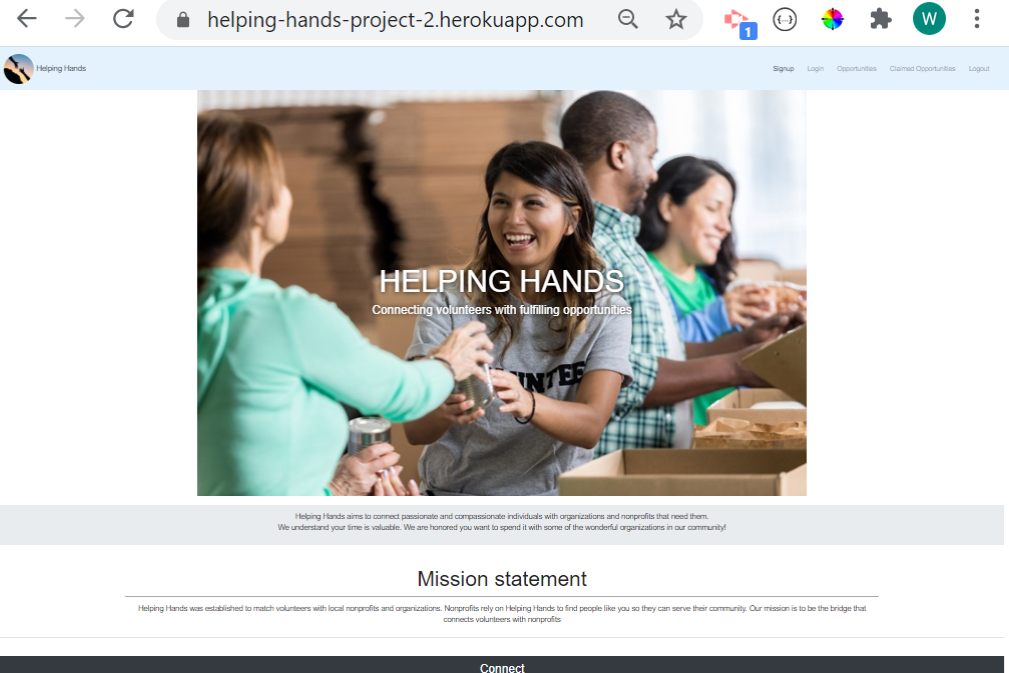 helping-hands-project-2.herokuapp.com
1
{...}
W
Helping Hands
Signup
Login
Opportunities
Claimed Opportunities
Logout
HELPING HANDS
Connecting volunteers with fulfilling opportunities
UNTEE
Helping Hands aims to connect passionate and compassionate individuals with organizations and nonprofits that need them.
We understand your time is valuable. We are honored you want to spend it with some of the wonderful organizations in our community!
Mission statement
Helping Hands was established to match volunteers with local nonprofits and organizations. Nonprofits rely on Helping Hands to find people like you so they can serve their community. Our mission is to be the bridge that
connects volunteers with nonprofits
Connect